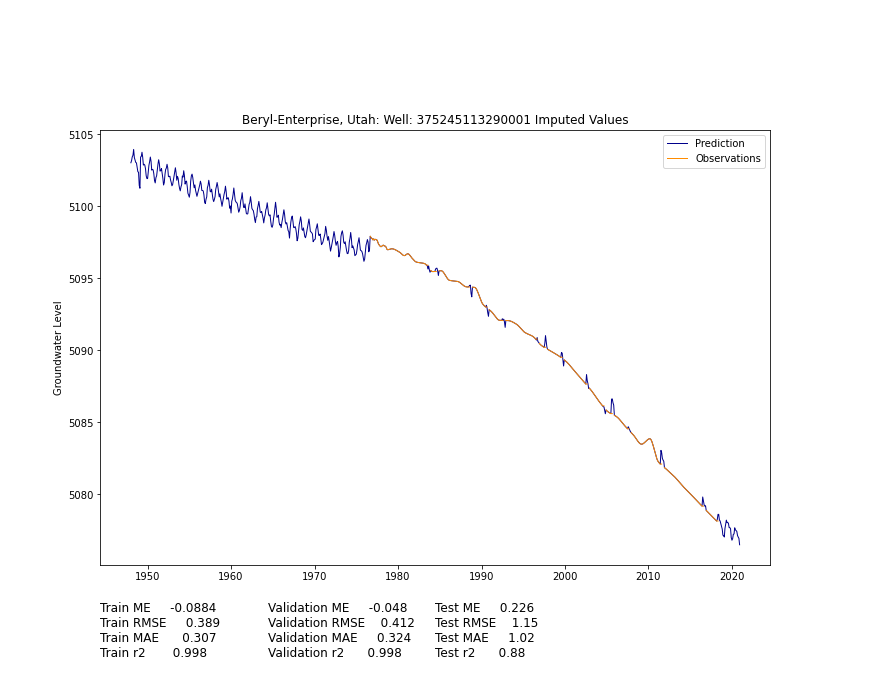 Beryl-Enterprise, Utah: Well: 375245113290001 Imputed Values
Prediction
Observations
Groundwater Level
5105
5100
5095
5090
5085
5080
1950 1960 1970 1980 1990 2000 2010 2020
Train ME -0.0884 Validation ME -0.048 Test ME 0.226
Train RMSE 0.389 Validation RMSE 0.412 Test RMSE 1.15
Train MAE 0.307 Validation MAE 0.324 Test MAE 1.02
Train r2 0.998 Validation r2 0.998 Test r2 0.88